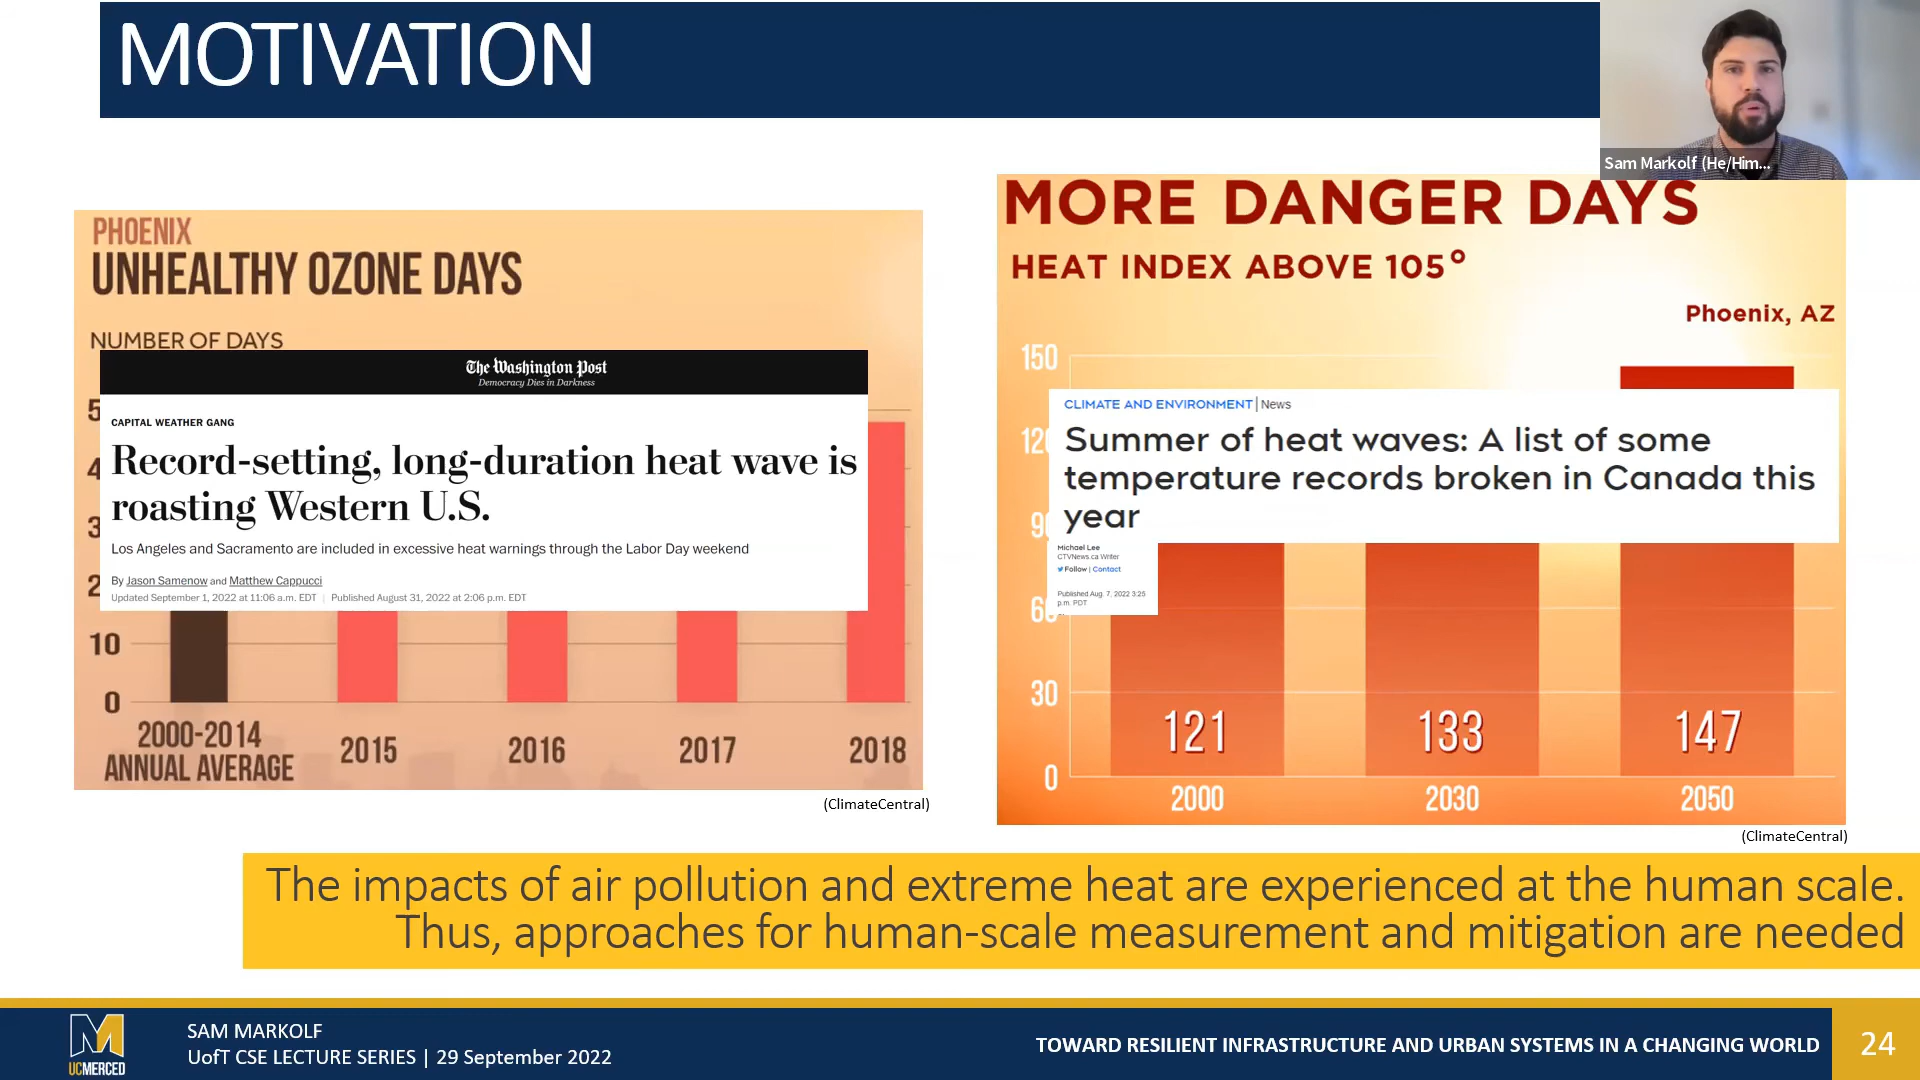 MOTIVATION
Sam Markolf (He/Him...
PHOENIX
UNHEALTHY OZONE DAYS
NUMBER OF DAYS
The Washington Post
Democracy Dies in Darkness
CAPITAL WEATHER GANG
Record-setting, long-duration heat wave is
roasting Western U.S.
Los Angeles and Sacramento are included in excessive heat warnings through the Labor Day weekend
By Jason Samenow and Matthew Cappucci
Updated September 1, 2022 at 11:06 a.m. EDT | Published August 31, 2022 at 2:06 p.m. EDT
5
4
3
2
10
0
2000-2014
ANNUAL AVERAGE
2015
2016
2017
2018
(ClimateCentral)
MORE DANGER DAYS
HEAT INDEX ABOVE 105°
Phoenix, AZ
150
120
90
60
30
0
CLIMATE AND ENVIRONMENT | News
Summer of heat waves: A list of some
temperature records broken in Canada this
year
Michael Lee
CTVNews.ca Writer
Follow | Contact
Published Aug. 7, 2022 3:25
p.m. PDT
121
133
147
2000
2030
2050
(ClimateCentral)
The impacts of air pollution and extreme heat are experienced at the human scale.
Thus, approaches for human-scale measurement and mitigation are needed
UCMERCED
SAM MARKOLF
UofT CSE LECTURE SERIES | 29 September 2022
TOWARD RESILIENT INFRASTRUCTURE AND URBAN SYSTEMS IN A CHANGING WORLD
24